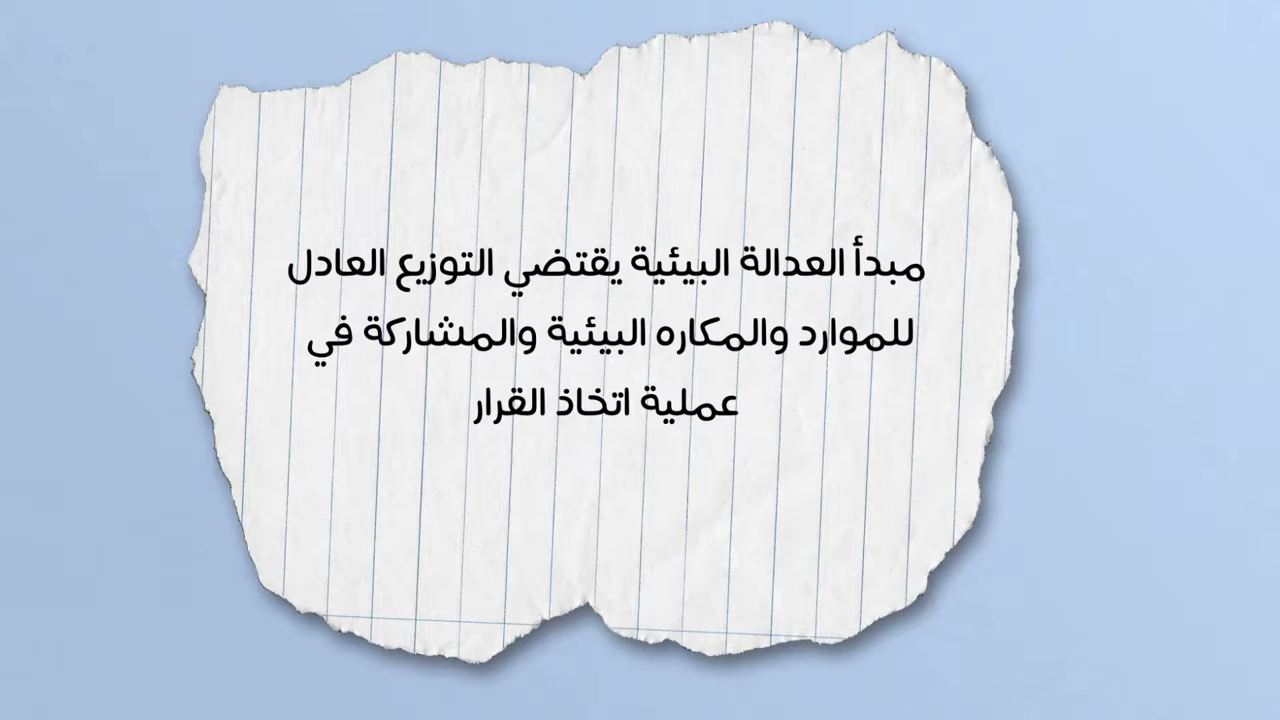 مبدأ العدالة البيئية يقتضي التوزيع العادل
للموارد والمكاره البيئية والمشاركة في
عملية اتخاذ القرار